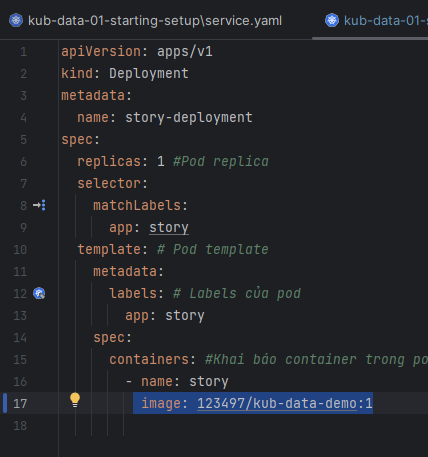 kub-data-01-starting-setup\service.yaml kub-data-01-s
1 apiVersion: apps/v1
2 kind: Deployment
3 metadata:
4 name: story-deployment
5 spec:
6 replicas: 1 #Pod replica
7 selector:
8 matchLabels:
9 app: story
10 template: # Pod template
11 metadata:
12 labels: # Labels của pod
13 app: story
14 spec:
15 containers: #Khai báo container trong po
16 - name: story
17 image: 123497/kub-data-demo:1
18